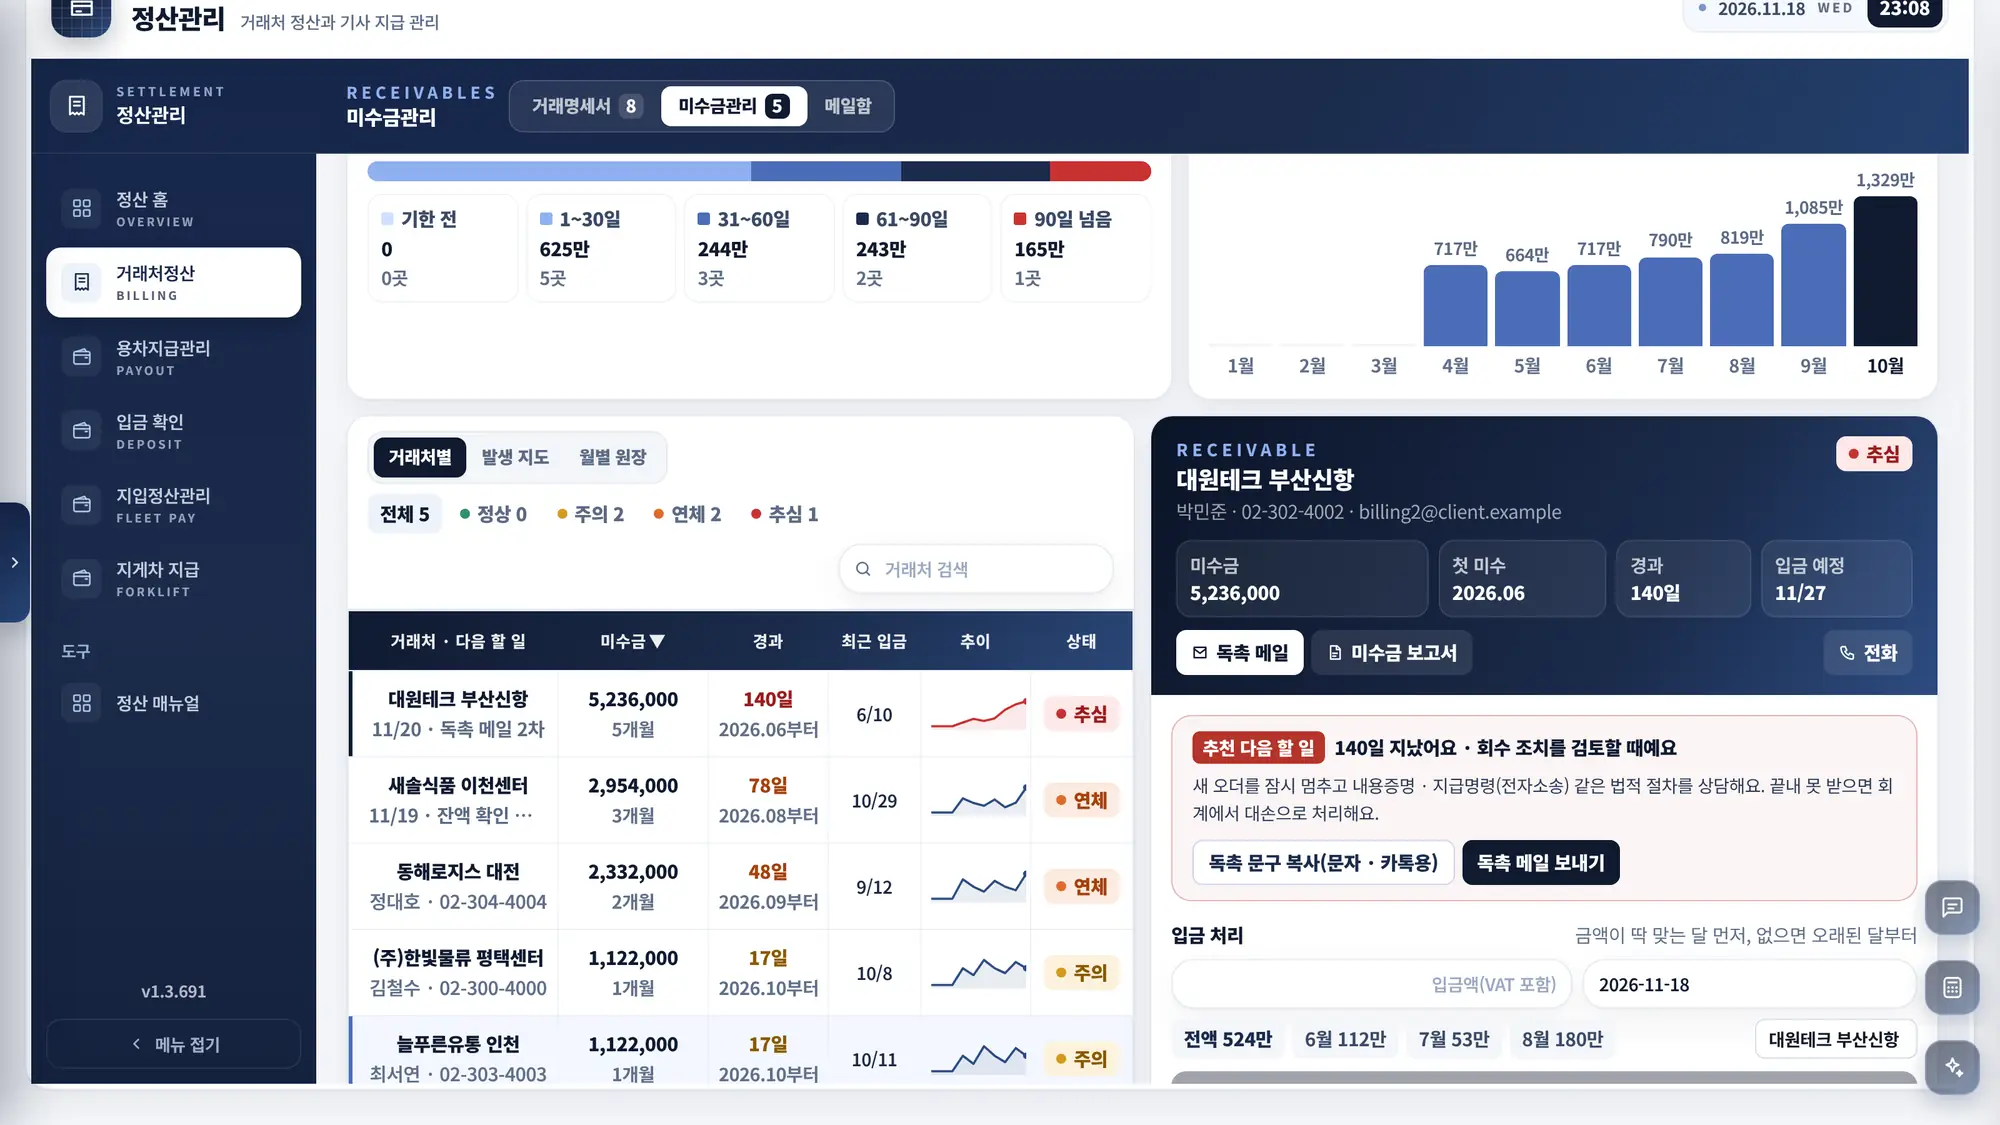 정산관리 거래처 정산과 기사 지급 관리
2026.11.18 WED 23:08
SETTLEMENT
정산관리
RECEIVABLES
미수금관리
거래명세서 8 미수금관리 5 메일함
정산 홈
OVERVIEW
거래처정산
BILLING
용차지급관리
PAYOUT
입금 확인
DEPOSIT
지입정산관리
FLEET PAY
지게차 지급
FORKLIFT
도구
정산 매뉴얼
v1.3.691
메뉴 접기
기한 전
0
0곳
1~30일
625만
5곳
31~60일
244만
3곳
61~90일
243만
2곳
90일 넘음
165만
1곳
717만 664만 717만 790만 819만 1,085만 1,329만
1월 2월 3월 4월 5월 6월 7월 8월 9월 10월
거래처별 발생 지도 월별 원장
전체 5 정상 0 주의 2 연체 2 추심 1
거래처 검색
거래처 · 다음 할 일 미수금▼ 경과 최근 입금 추이 상태
대원테크 부산신항 5,236,000 140일 6/10 추심
11/20 · 독촉 메일 2차 5개월 2026.06부터
새솔식품 이천센터 2,954,000 78일 10/29 연체
11/19 · 잔액 확인 ··· 3개월 2026.08부터
동해로지스 대전 2,332,000 48일 9/12 연체
정대호 · 02-304-4004 2개월 2026.09부터
(주)한빛물류 평택센터 1,122,000 17일 10/8 주의
김철수 · 02-300-4000 1개월 2026.10부터
늘푸른유통 인천 1,122,000 17일 10/11 주의
최서연 · 02-303-4003 1개월 2026.10부터
RECEIVABLE
대원테크 부산신항
추심
박민준 · 02-302-4002 · billing2@client.example
미수금
5,236,000
첫 미수
2026.06
경과
140일
입금 예정
11/27
독촉 메일 미수금 보고서 전화
추천 다음 할 일 140일 지났어요 · 회수 조치를 검토할 때예요
새 오더를 잠시 멈추고 내용증명 · 지급명령(전자소송) 같은 법적 절차를 상담해요. 끝내 못 받으면 회
계에서 대손으로 처리해요.
독촉 문구 복사(문자 · 카톡용) 독촉 메일 보내기
입금 처리 금액이 딱 맞는 달 먼저, 없으면 오래된 달부터
입금액(VAT 포함) 2026-11-18
전액 524만 6월 112만 7월 53만 8월 180만 대원테크 부산신항